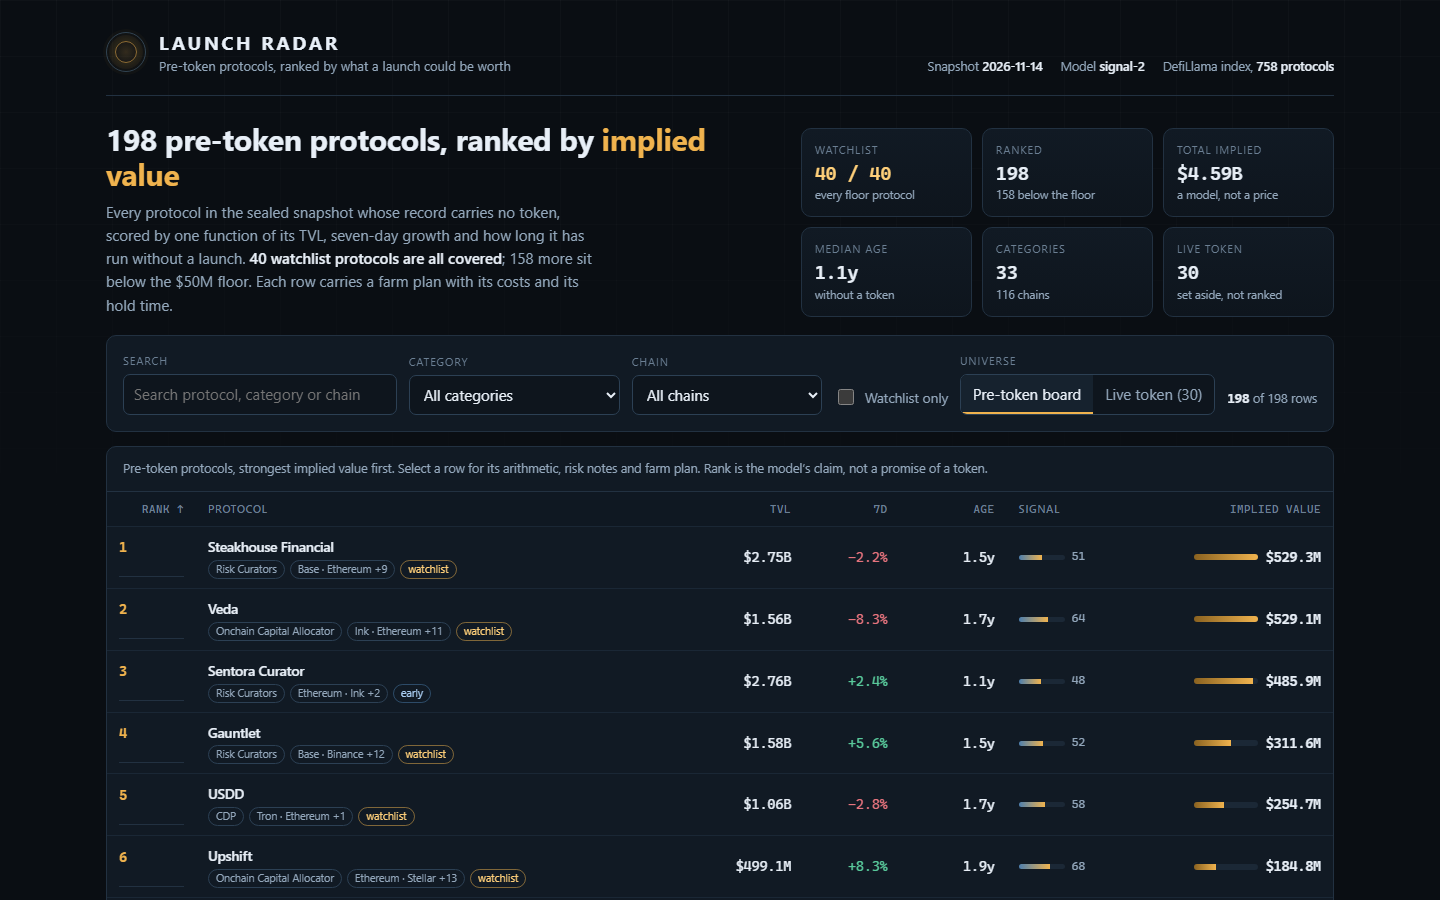 LAUNCH RADAR
Pre-token protocols, ranked by what a launch could be worth
Snapshot 2026-11-14 Model signal-2 DefiLlama index, 758 protocols
198 pre-token protocols, ranked by implied
value
Every protocol in the sealed snapshot whose record carries no token,
scored by one function of its TVL, seven-day growth and how long it has
run without a launch. 40 watchlist protocols are all covered; 158 more sit
below the $50M floor. Each row carries a farm plan with its costs and its
hold time.
WATCHLIST
40 / 40
every floor protocol
RANKED
198
158 below the floor
TOTAL IMPLIED
$4.59B
a model, not a price
MEDIAN AGE
1.1y
without a token
CATEGORIES
33
116 chains
LIVE TOKEN
30
set aside, not ranked
SEARCH
Search protocol, category or chain
CATEGORY
All categories
CHAIN
All chains
Watchlist only
UNIVERSE
Pre-token board Live token (30)
198 of 198 rows
Pre-token protocols, strongest implied value first. Select a row for its arithmetic, risk notes and farm plan. Rank is the model's claim, not a promise of a token.
RANK ↑ PROTOCOL TVL 7D AGE SIGNAL IMPLIED VALUE
1 Steakhouse Financial $2.75B −2.2% 1.5y 51 $529.3M
Risk Curators Base · Ethereum +9 watchlist
2 Veda $1.56B −8.3% 1.7y 64 $529.1M
Onchain Capital Allocator Ink · Ethereum +11 watchlist
3 Sentora Curator $2.76B +2.4% 1.1y 48 $485.9M
Risk Curators Ethereum · Ink +2 early
4 Gauntlet $1.58B +5.6% 1.5y 52 $311.6M
Risk Curators Base · Binance +12 watchlist
5 USDD $1.06B −2.8% 1.7y 58 $254.7M
CDP Tron · Ethereum +1 watchlist
6 Upshift $499.1M +8.3% 1.9y 68 $184.8M
Onchain Capital Allocator Ethereum · Stellar +13 watchlist